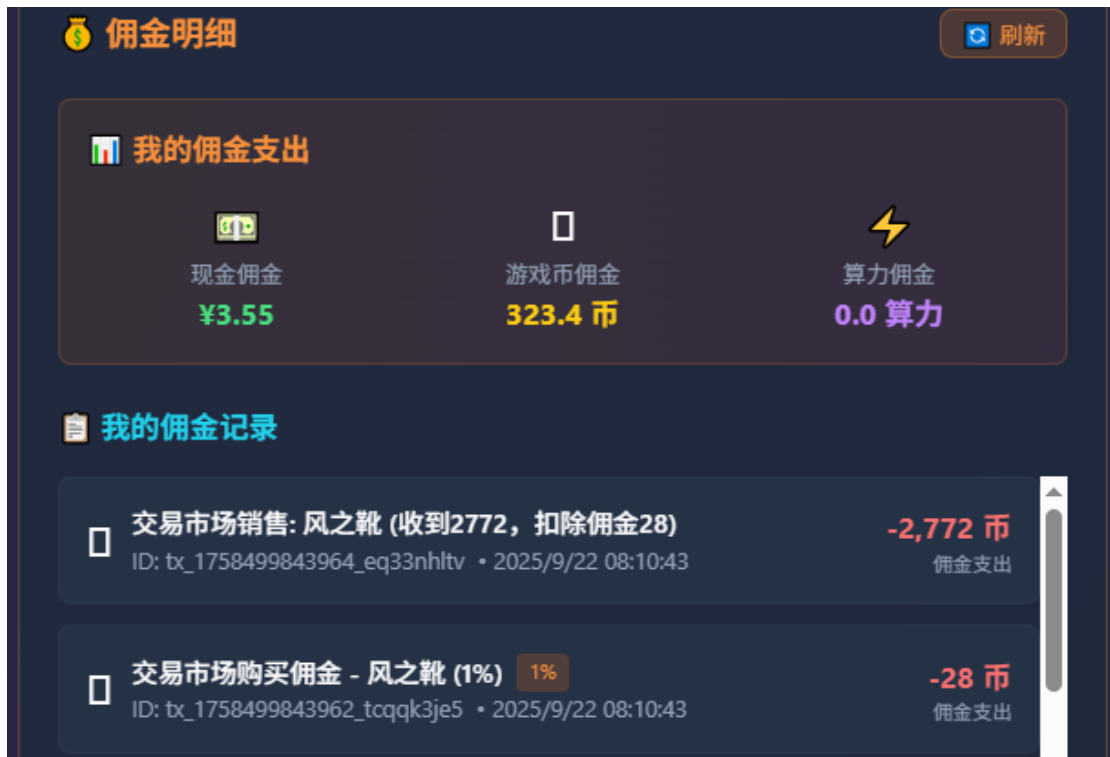 佣金明细
刷新
我的佣金支出
现金佣金
¥3.55
游戏币佣金
323.4 币
算力佣金
0.0 算力
我的佣金记录
交易市场销售: 风之靴 (收到2772，扣除佣金28)
-2,772 币
ID: tx_1758499843964_eq33nhltv • 2025/9/22 08:10:43
佣金支出
交易市场购买佣金 - 风之靴 (1%) 1%
-28 币
ID: tx_1758499843962_tcqqk3je5 • 2025/9/22 08:10:43
佣金支出